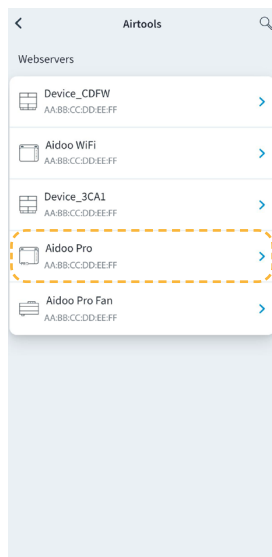 Airtools
Webservers
Device_CDFW
AA:BB:CC:DD:EE:FF
Aidoo WiFi
AA:BB:CC:DD:EE:FF
Device_3CA1
AA:BB:CC:DD:EE:FF
Aidoo Pro
AA:BB:CC:DD:EE:FF
Aidoo Pro Fan
AA:BB:CC:DD:EE:FF